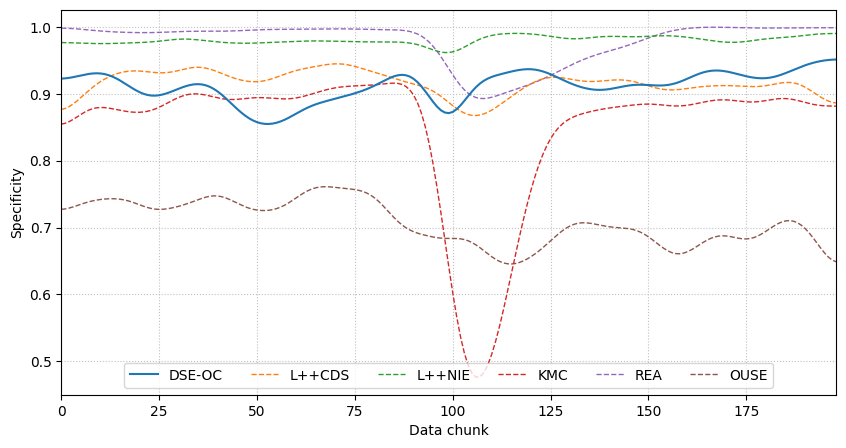 1.0
0.9
0.8
0.7
0.6
0.5
Specificity
DSE-OC L++CDS L++NIE KMC REA OUSE
0 25 50 75 100 125 150 175
Data chunk